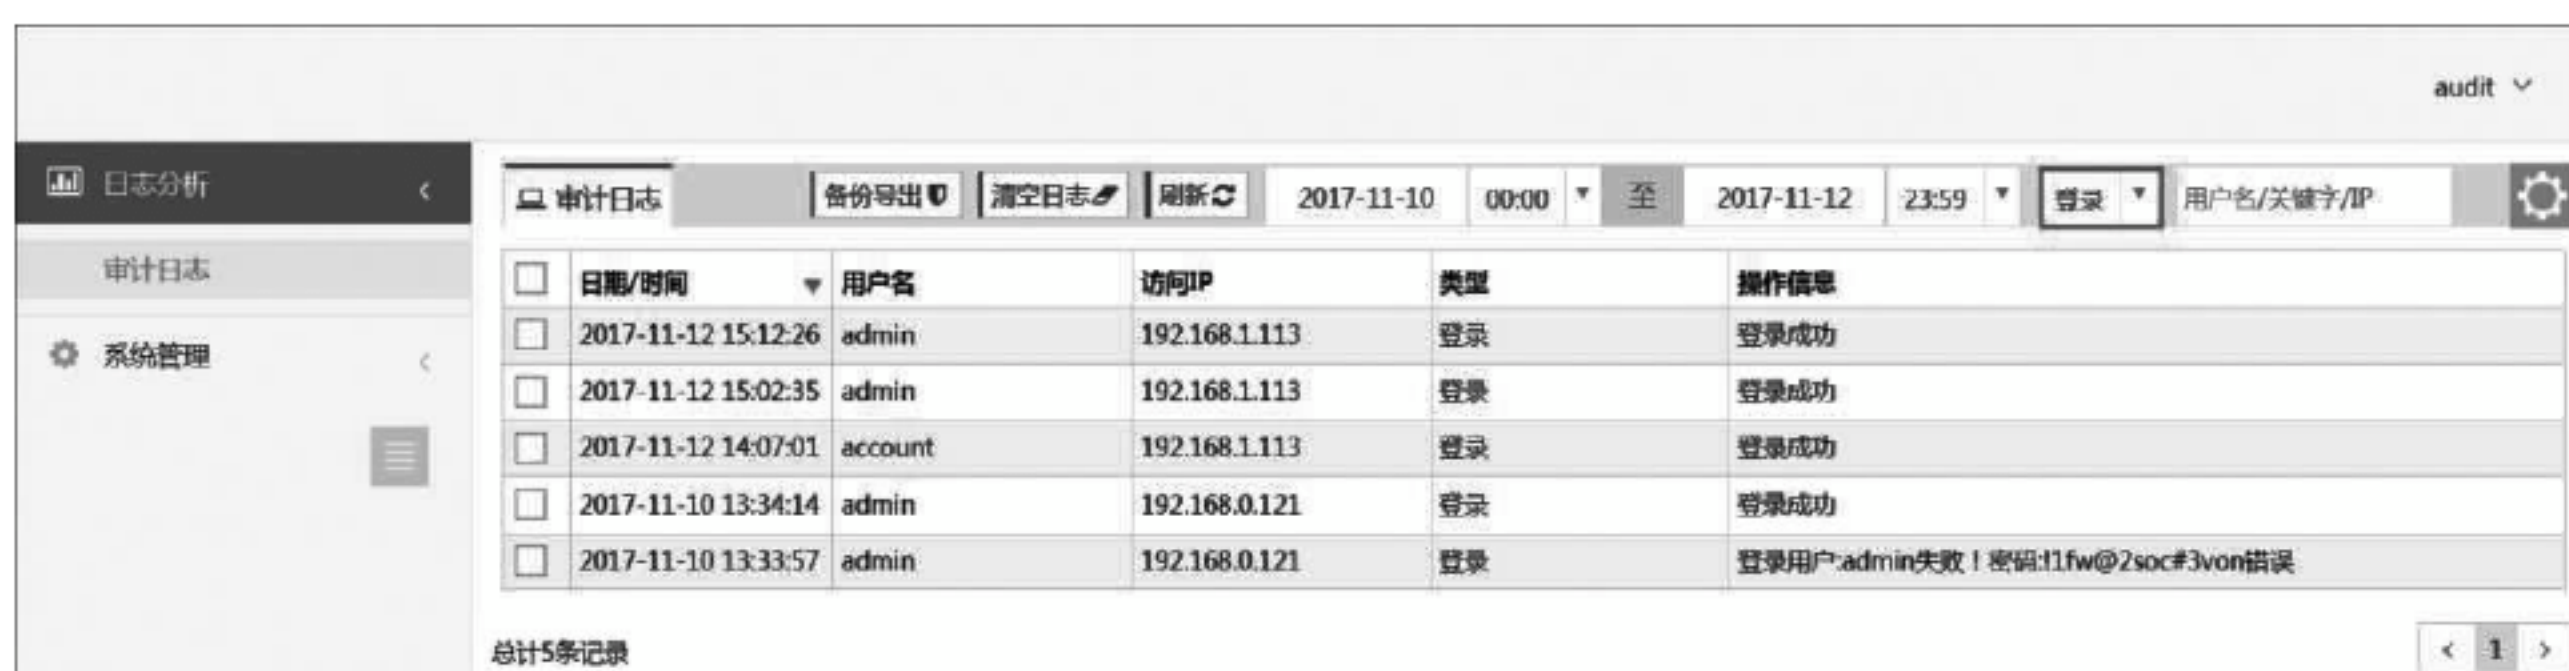 audit
日志分析
审计日志
系统管理
审计日志 备份导出 清空日志 刷新 2017-11-10 00:00 至 2017-11-12 23:59 登录 用户名/关键字/IP
日期/时间 用户名 访问IP 类型 操作信息
2017-11-12 15:12:26 admin 192.168.1.113 登录 登录成功
2017-11-12 15:02:35 admin 192.168.1.113 登录 登录成功
2017-11-12 14:07:01 account 192.168.1.113 登录 登录成功
2017-11-10 13:34:14 admin 192.168.0.121 登录 登录成功
2017-11-10 13:33:57 admin 192.168.0.121 登录 登录用户:admin失败！密码:!1fw@2soc#3von错误
总计5条记录
< 1 >